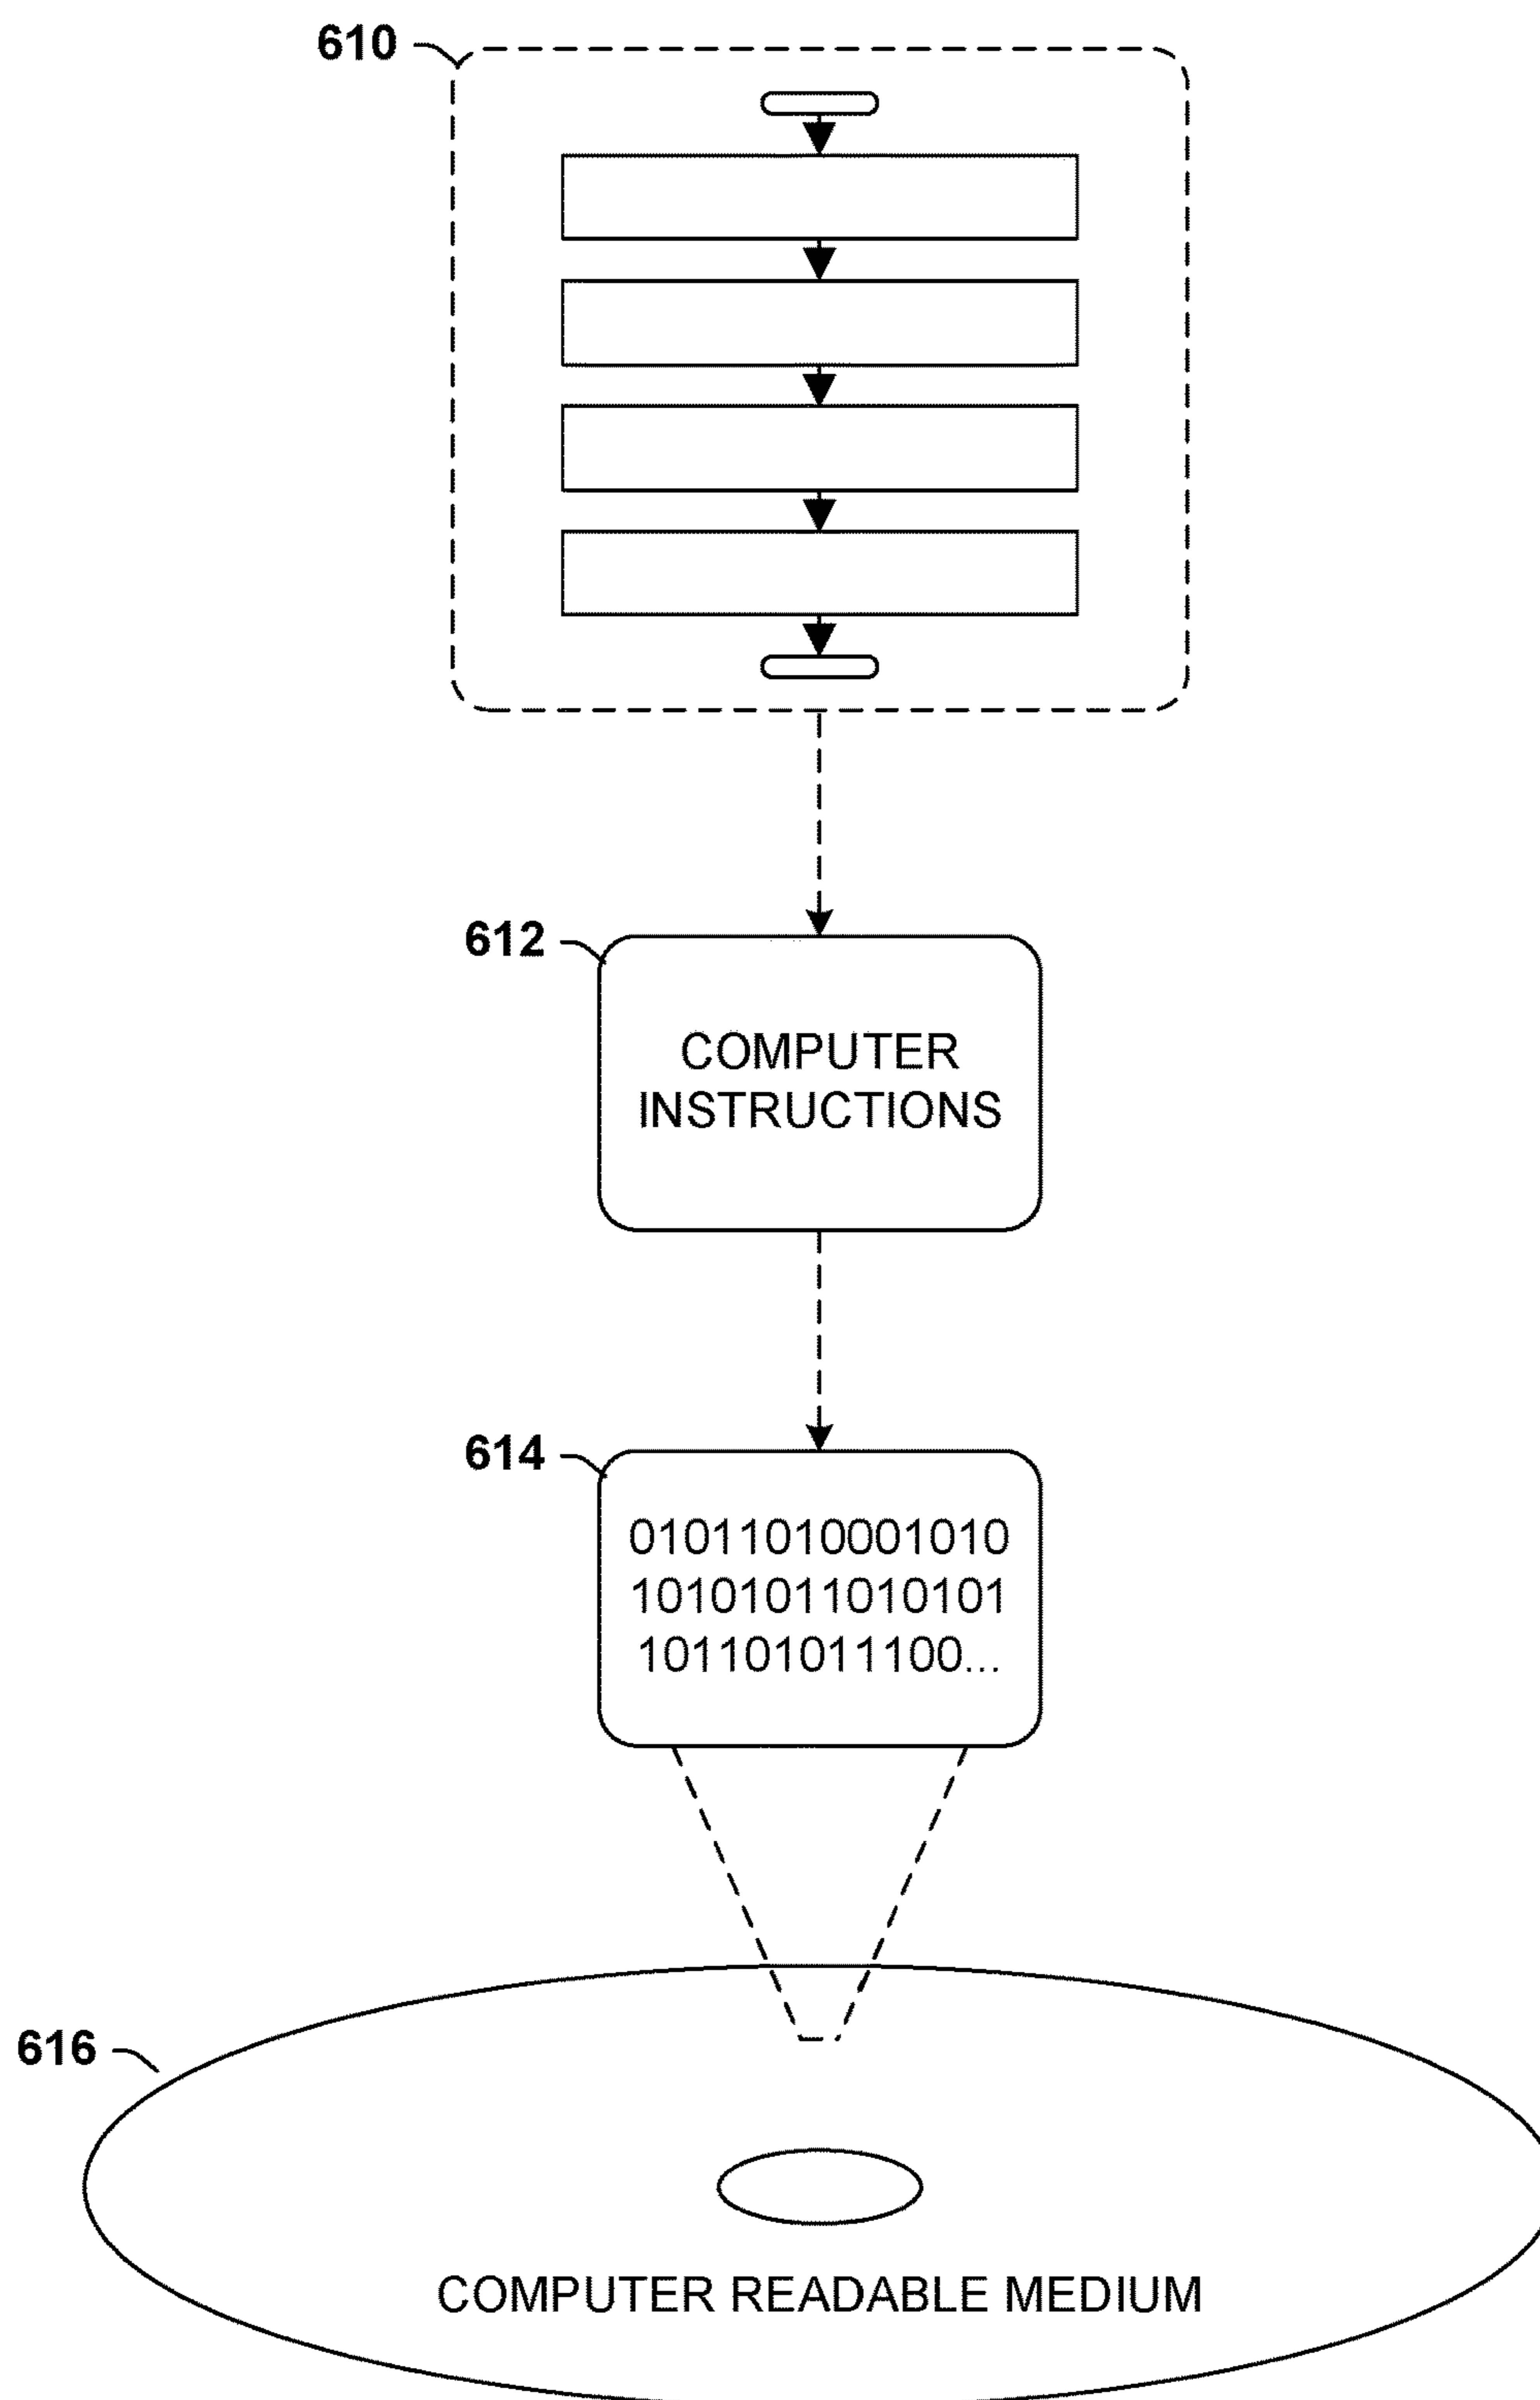 610
612
COMPUTER
INSTRUCTIONS
614
01011010001010
10101011010101
101101011100...
616
COMPUTER READABLE MEDIUM